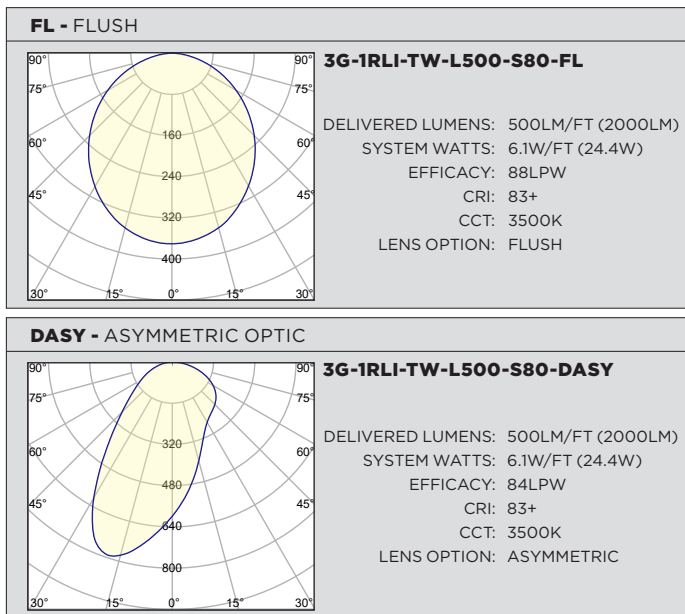 FL - FLUSH
3G-1RLI-TW-L500-S80-FL
90° 90°
75° 75°
60° 60°
45° 45°
30° 15° 0° 15° 30°
160
240
320
400
DELIVERED LUMENS: 500LM/FT (2000LM)
SYSTEM WATTS: 6.1W/FT (24.4W)
EFFICACY: 88LPW
CRI: 83+
CCT: 3500K
LENS OPTION: FLUSH
DASY - ASYMMETRIC OPTIC
3G-1RLI-TW-L500-S80-DASY
90° 90°
75° 75°
60° 60°
45° 45°
30° 15° 0° 15° 30°
320
480
640
800
DELIVERED LUMENS: 500LM/FT (2000LM)
SYSTEM WATTS: 6.1W/FT (24.4W)
EFFICACY: 84LPW
CRI: 83+
CCT: 3500K
LENS OPTION: ASYMMETRIC